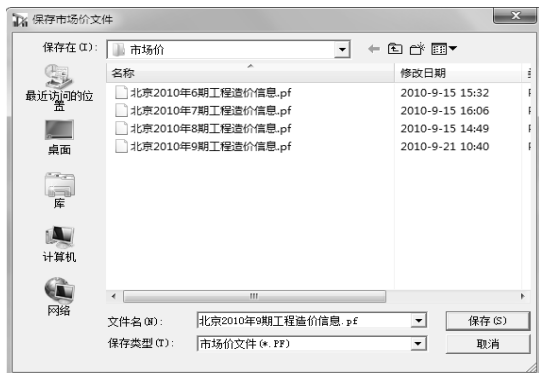 保存市场价文件
保存在(I):
市场价
名称
修改日期
北京2010年6期工程造价信息.pf
2010-9-15 15:32
北京2010年7期工程造价信息.pf
2010-9-15 16:06
北京2010年8期工程造价信息.pf
2010-9-15 14:49
北京2010年9期工程造价信息.pf
2010-9-21 10:40
最近访问的位
置
桌面
库
计算机
网络
文件名(N):
北京2010年9期工程造价信息.pf
保存(S)
保存类型(T):
市场价文件(*.PF)
取消